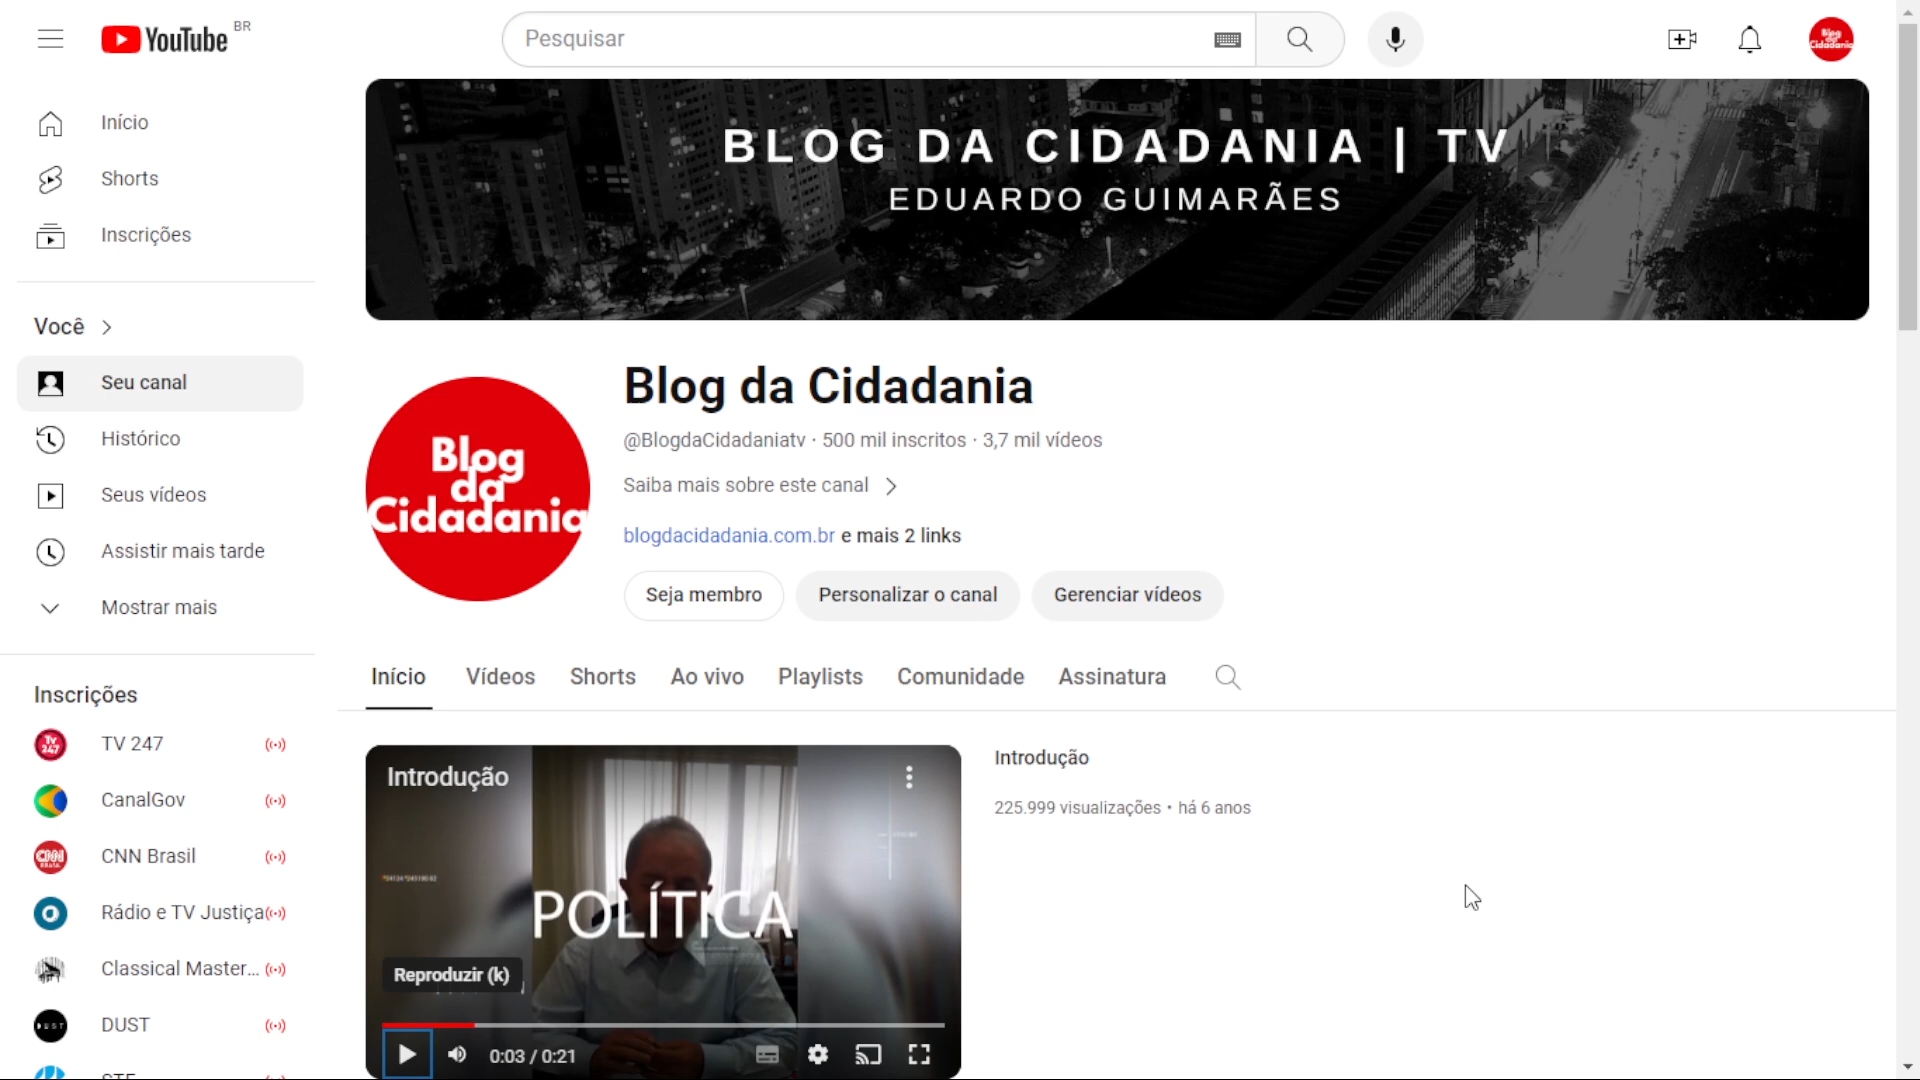 YouTube BR
Pesquisar
Blog da Cidadania
Início
Shorts
Inscrições
Você
Seu canal
Histórico
Seus vídeos
Assistir mais tarde
Mostrar mais
Inscrições
TV 247
CanalGov
CNN Brasil
Rádio e TV Justiça
Classical Master...
DUST
BLOG DA CIDADANIA | TV
EDUARDO GUIMARÃES
Blog
da
Cidadania
Blog da Cidadania
@BlogdaCidadaniatv · 500 mil inscritos · 3,7 mil vídeos
Saiba mais sobre este canal
blogdacidadania.com.br e mais 2 links
Seja membro Personalizar o canal Gerenciar vídeos
Início Vídeos Shorts Ao vivo Playlists Comunidade Assinatura
Introdução
POLÍTICA
Reproduzir (k)
0:03 / 0:21
Introdução
225.999 visualizações • há 6 anos